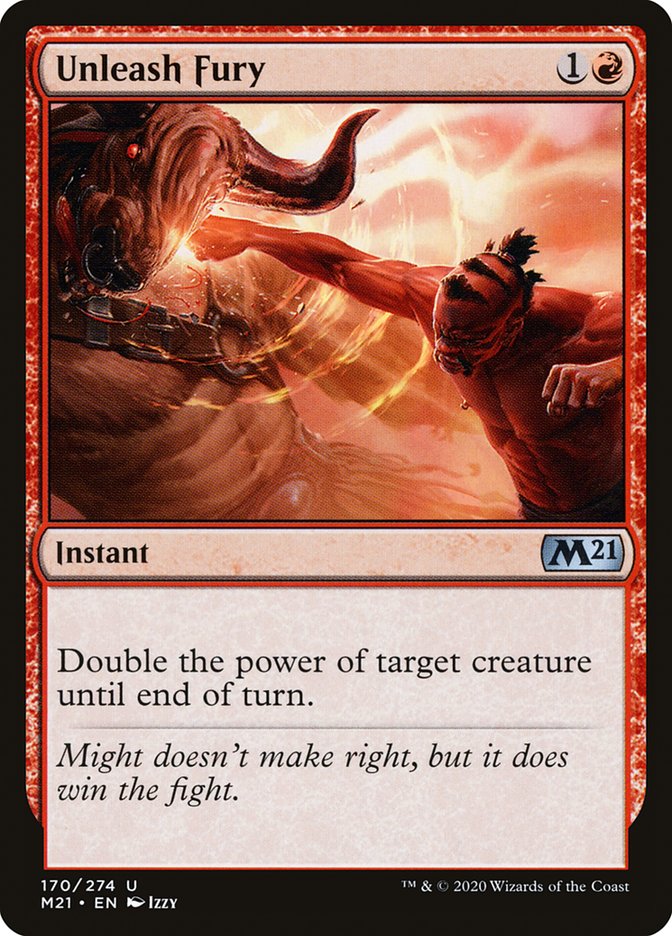 Unleash Fury 1
Instant M21
Double the power of target creature
until end of turn.
Might doesn't make right, but it does
win the fight.
170/274 U
™ & © 2020 Wizards of the Coast
M21 • EN Izzy